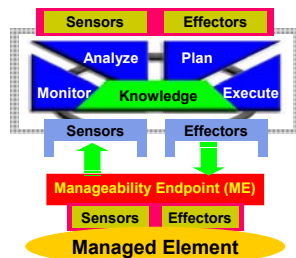 Sensors Effectors
Analyze Plan
Monitor Knowledge Execute
Sensors Effectors
Manageability Endpoint (ME)
Sensors Effectors
Managed Element